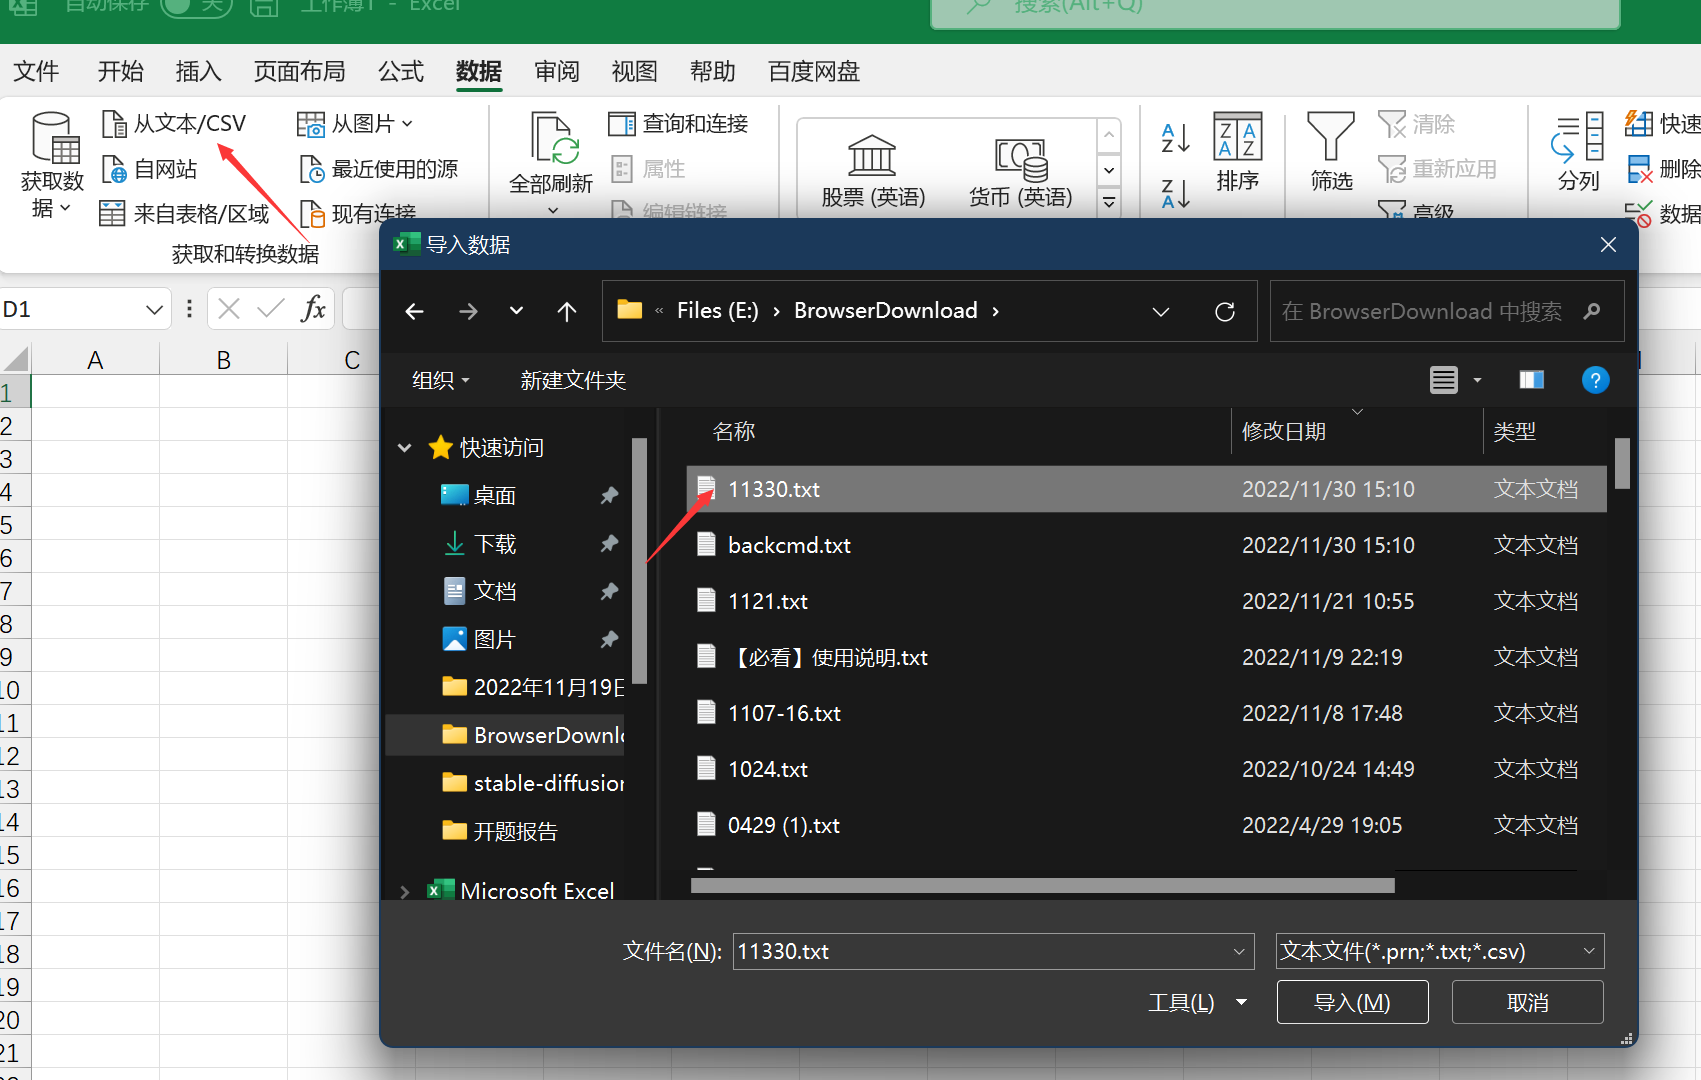 自动保存 关 工作簿1 - Excel 搜索(Alt+Q)
文件 开始 插入 页面布局 公式 数据 审阅 视图 帮助 百度网盘
获取数据
从文本/CSV
自网站
来自表格/区域
从图片
最近使用的源
现有连接
获取和转换数据
全部刷新
查询和连接
属性
编辑链接
股票 (英语)
货币 (英语)
排序
筛选
清除
重新应用
高级
分列
快速
删除
数据
D1
fx
A B C
1
2
3
4
5
6
7
8
9
10
11
12
13
14
15
16
17
18
19
20
21
导入数据
« Files (E:) › BrowserDownload ›
在 BrowserDownload 中搜索
组织 新建文件夹
快速访问
桌面
下载
文档
图片
2022年11月19日
BrowserDownlo
stable-diffusion
开题报告
Microsoft Excel
名称 修改日期 类型
11330.txt 2022/11/30 15:10 文本文档
backcmd.txt 2022/11/30 15:10 文本文档
1121.txt 2022/11/21 10:55 文本文档
【必看】使用说明.txt 2022/11/9 22:19 文本文档
1107-16.txt 2022/11/8 17:48 文本文档
1024.txt 2022/10/24 14:49 文本文档
0429 (1).txt 2022/4/29 19:05 文本文档
文件名(N): 11330.txt 文本文件(*.prn;*.txt;*.csv)
工具(L) 导入(M) 取消